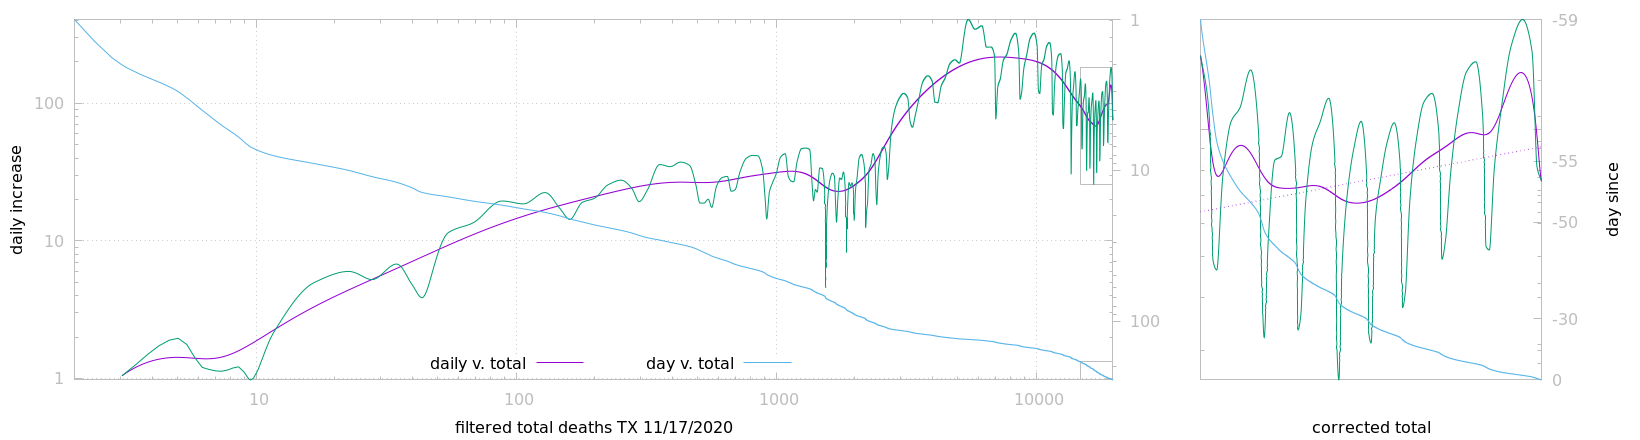 daily increase
100
10
1
10
100
1000
10000
1
10
100
daily v. total
day v. total
filtered total deaths TX 11/17/2020
-59
-55
-50
-30
0
day since
corrected total